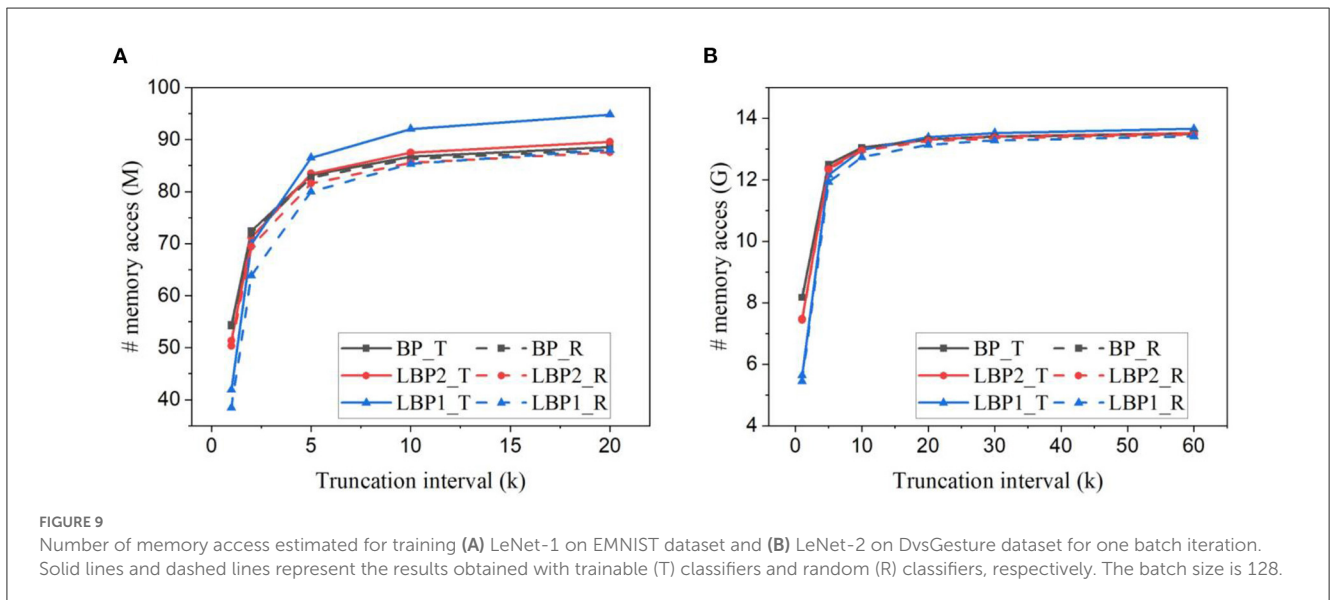 A
B
100
90
80
70
60
50
40
# memory acces (M)
BP_T BP_R
LBP2_T LBP2_R
LBP1_T LBP1_R
0 5 10 15 20
Truncation interval (k)
14
12
10
8
6
4
# memory acces (G)
BP_T BP_R
LBP2_T LBP2_R
LBP1_T LBP1_R
0 10 20 30 40 50 60
Truncation interval (k)
FIGURE 9
Number of memory access estimated for training (A) LeNet-1 on EMNIST dataset and (B) LeNet-2 on DvsGesture dataset for one batch iteration.
Solid lines and dashed lines represent the results obtained with trainable (T) classifiers and random (R) classifiers, respectively. The batch size is 128.